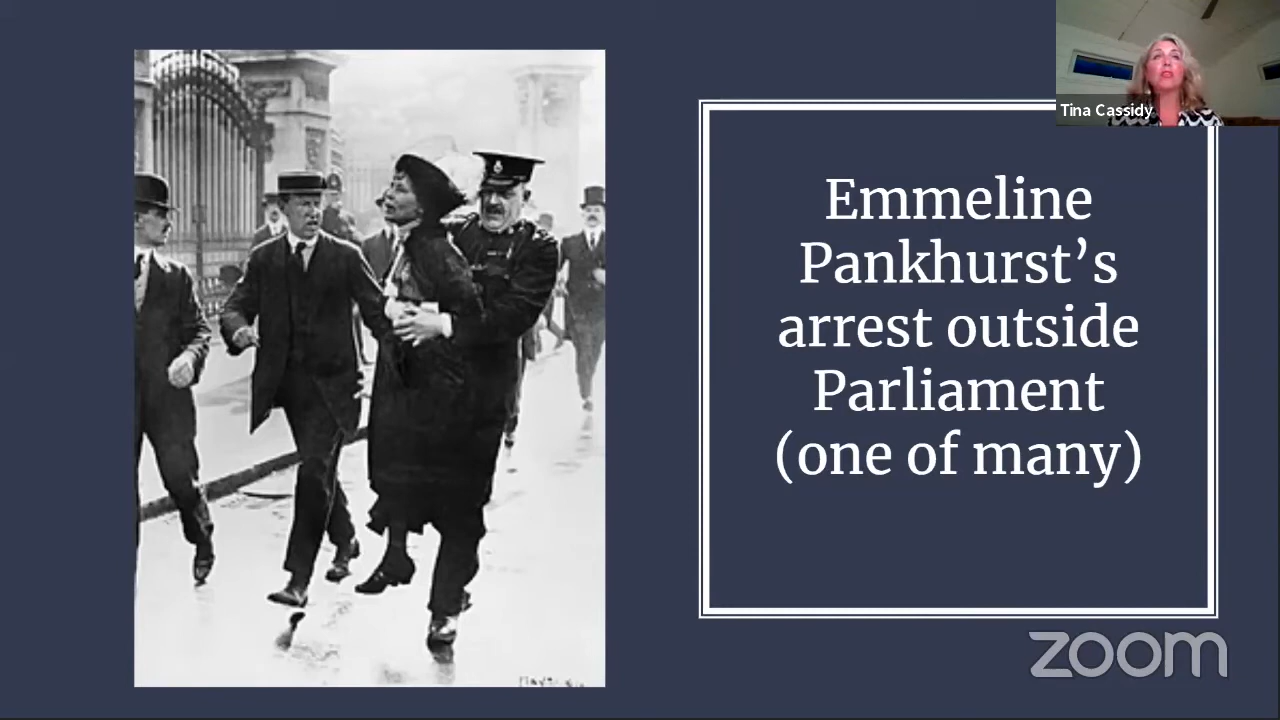 Tina Cassidy
Emmeline
Pankhurst’s
arrest outside
Parliament
(one of many)
zoom